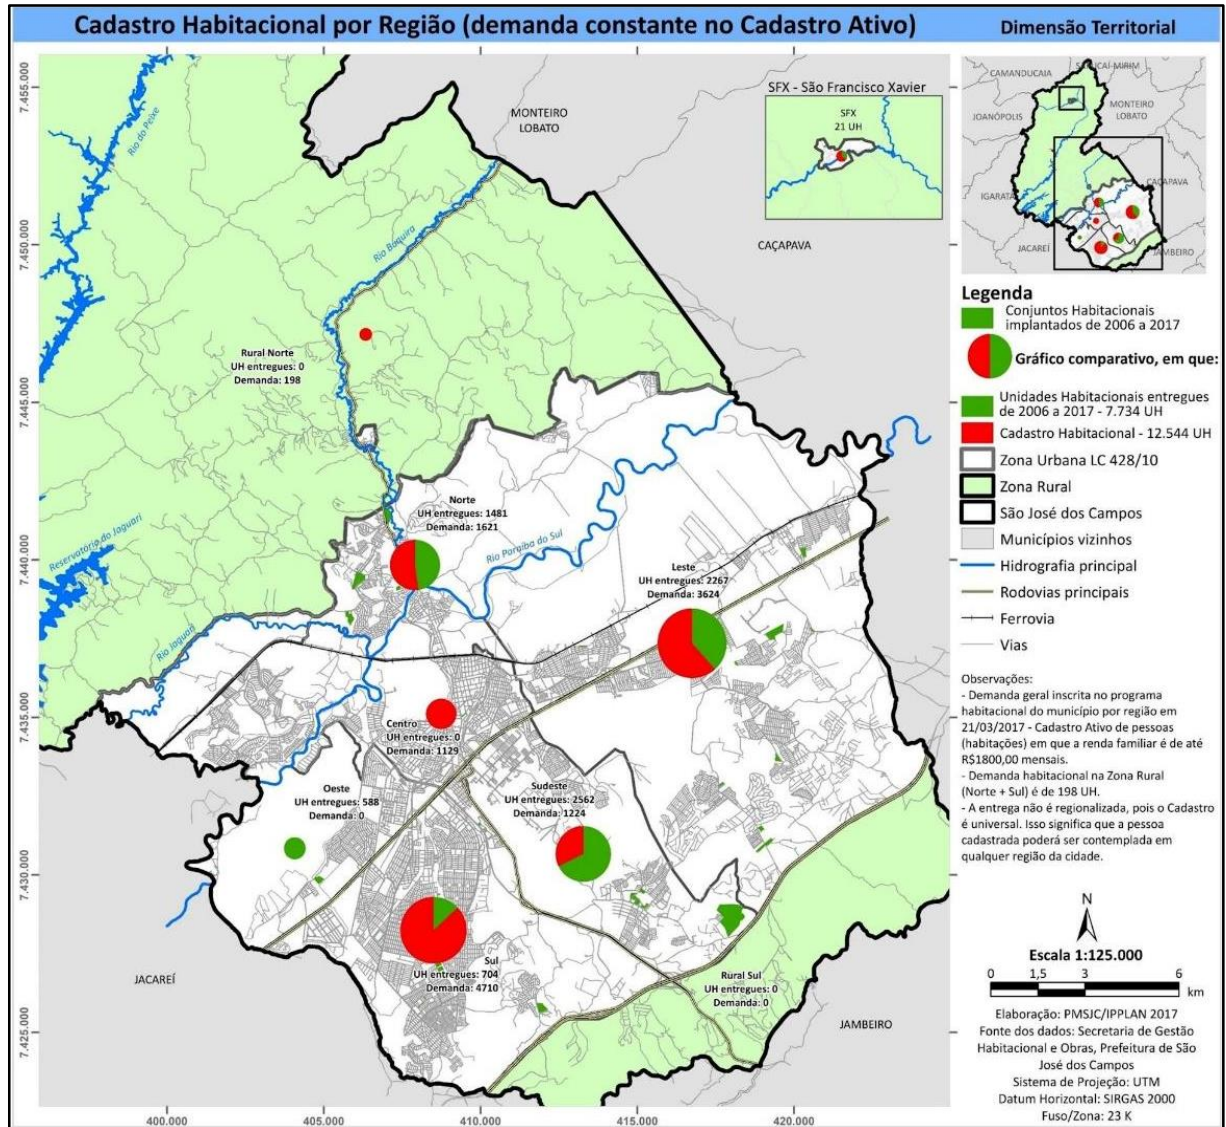 Cadastro Habitacional por Região (demanda constante no Cadastro Ativo)
Dimensão Territorial
7.455.000
7.450.000
7.445.000
7.440.000
7.435.000
7.430.000
7.425.000
400.000
405.000
410.000
415.000
420.000
MONTEIRO
LOBATO
SFX - São Francisco Xavier
SFX
21 UH
CAÇAPAVA
Rio do Peixe
Rio Buquira
Rural Norte
UH entregues: 0
Demanda: 198
Norte
UH entregues: 1481
Demanda: 1621
Reservatório do Jaguari
Rio Paraíba do Sul
Rio Jaguari
Leste
UH entregues: 2267
Demanda: 3624
Centro
UH entregues: 0
Demanda: 1129
Oeste
UH entregues: 588
Demanda: 0
Sudeste
UH entregues: 2562
Demanda: 1224
Sul
UH entregues: 704
Demanda: 4710
Rural Sul
UH entregues: 0
Demanda: 0
JACAREÍ
JAMBEIRO
CAMANDUCAIA
JOANÓPOLIS
MONTEIRO
LOBATO
IGARATÁ
CAÇAPAVA
JACAREÍ
JAMBEIRO
Legenda
Conjuntos Habitacionais
implantados de 2006 a 2017
Gráfico comparativo, em que:
Unidades Habitacionais entregues
de 2006 a 2017 - 7.734 UH
Cadastro Habitacional - 12.544 UH
Zona Urbana LC 428/10
Zona Rural
São José dos Campos
Municípios vizinhos
Hidrografia principal
Rodovias principais
Ferrovia
Vias
Observações:
- Demanda geral inscrita no programa
habitacional do município por região em
21/03/2017 - Cadastro Ativo de pessoas
(habitações) em que a renda familiar é de até
R$1800,00 mensais.
- Demanda habitacional na Zona Rural
(Norte + Sul) é de 198 UH.
- A entrega não é regionalizada, pois o Cadastro
é universal. Isso significa que a pessoa
cadastrada poderá ser contemplada em
qualquer região da cidade.
N
Escala 1:125.000
0 1,5 3 6
km
Elaboração: PMSJC/IPPLAN 2017
Fonte dos dados: Secretaria de Gestão
Habitacional e Obras, Prefeitura de São
José dos Campos
Sistema de Projeção: UTM
Datum Horizontal: SIRGAS 2000
Fuso/Zona: 23 K